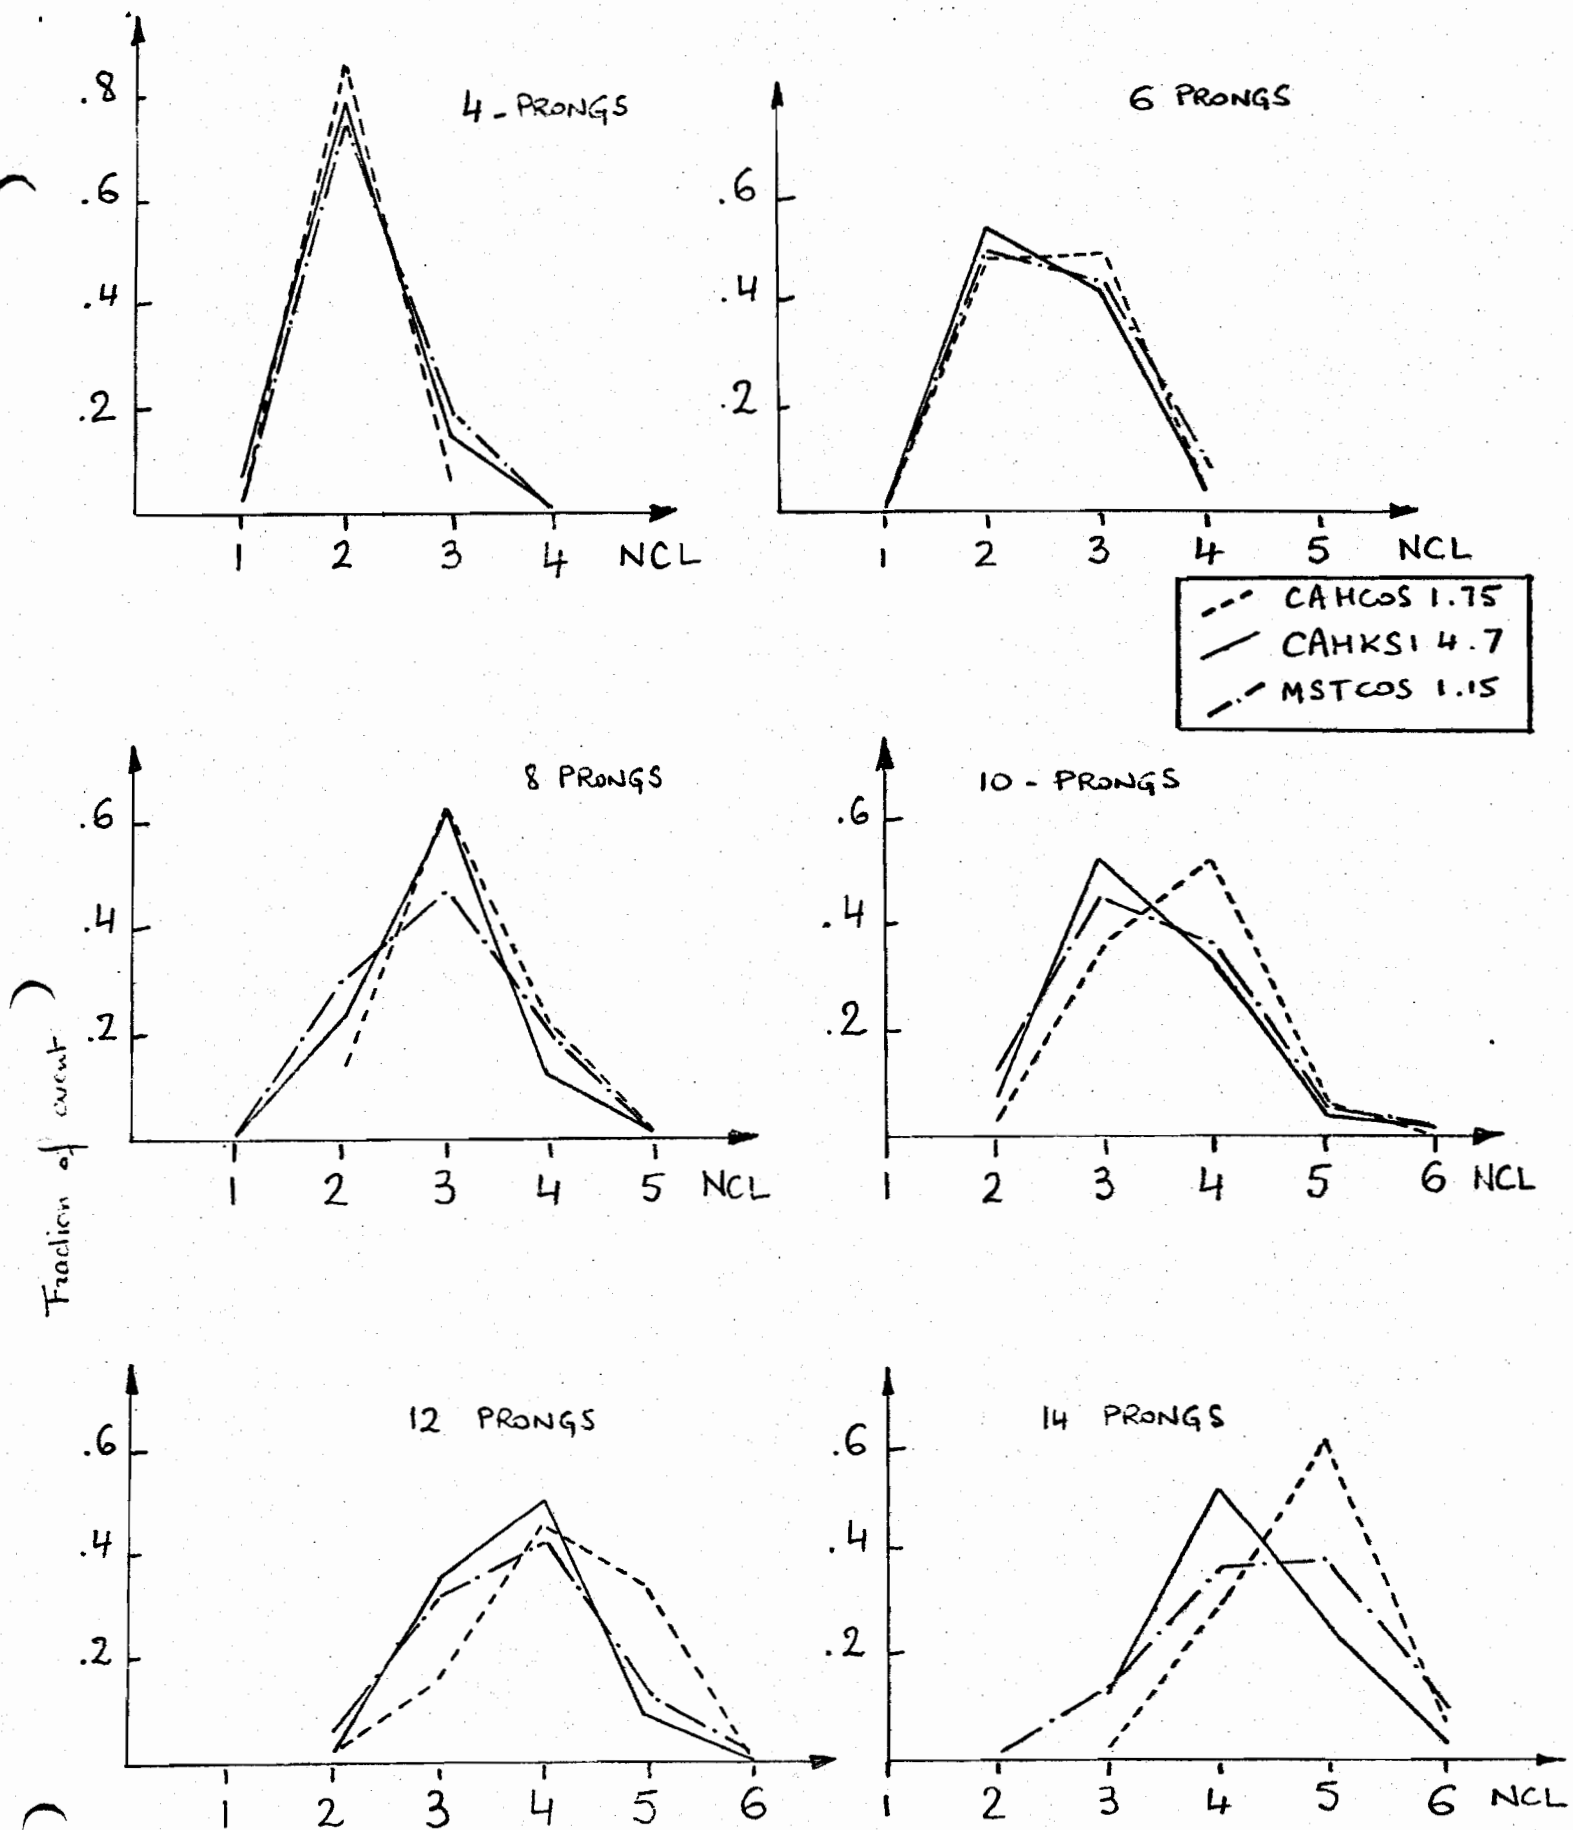 4 - PRONGS
.8
.6
.4
.2
1 2 3 4 NCL
6 PRONGS
.6
.4
.2
1 2 3 4 5 NCL
CAHCOS 1.75
CAHKSI 4.7
MSTCOS 1.15
8 PRONGS
.6
.4
.2
1 2 3 4 5 NCL
10 - PRONGS
.6
.4
.2
1 2 3 4 5 6 NCL
Fraction of event
12 PRONGS
.6
.4
.2
1 2 3 4 5 6
14 PRONGS
.6
.4
.2
1 2 3 4 5 6 NCL